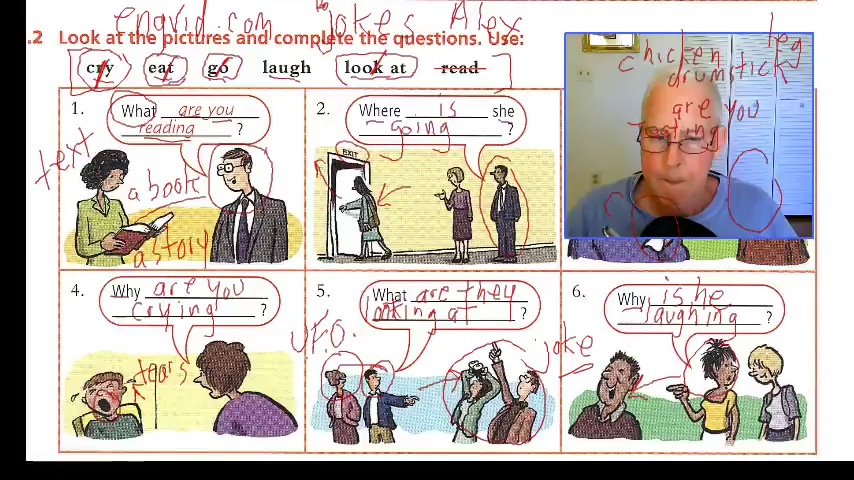 engvid.com jokes Alex
.2 Look at the pictures and complete the questions. Use:
cry eat go laugh look at read
chicken leg
drumstick
are you
eating
1. What are you
reading ?
text
a book
a story
2. Where is she
going ?
EXIT
4. Why are you
crying ?
tears
5. What are they
looking at ?
UFO.
joke
6. Why is he
laughing ?